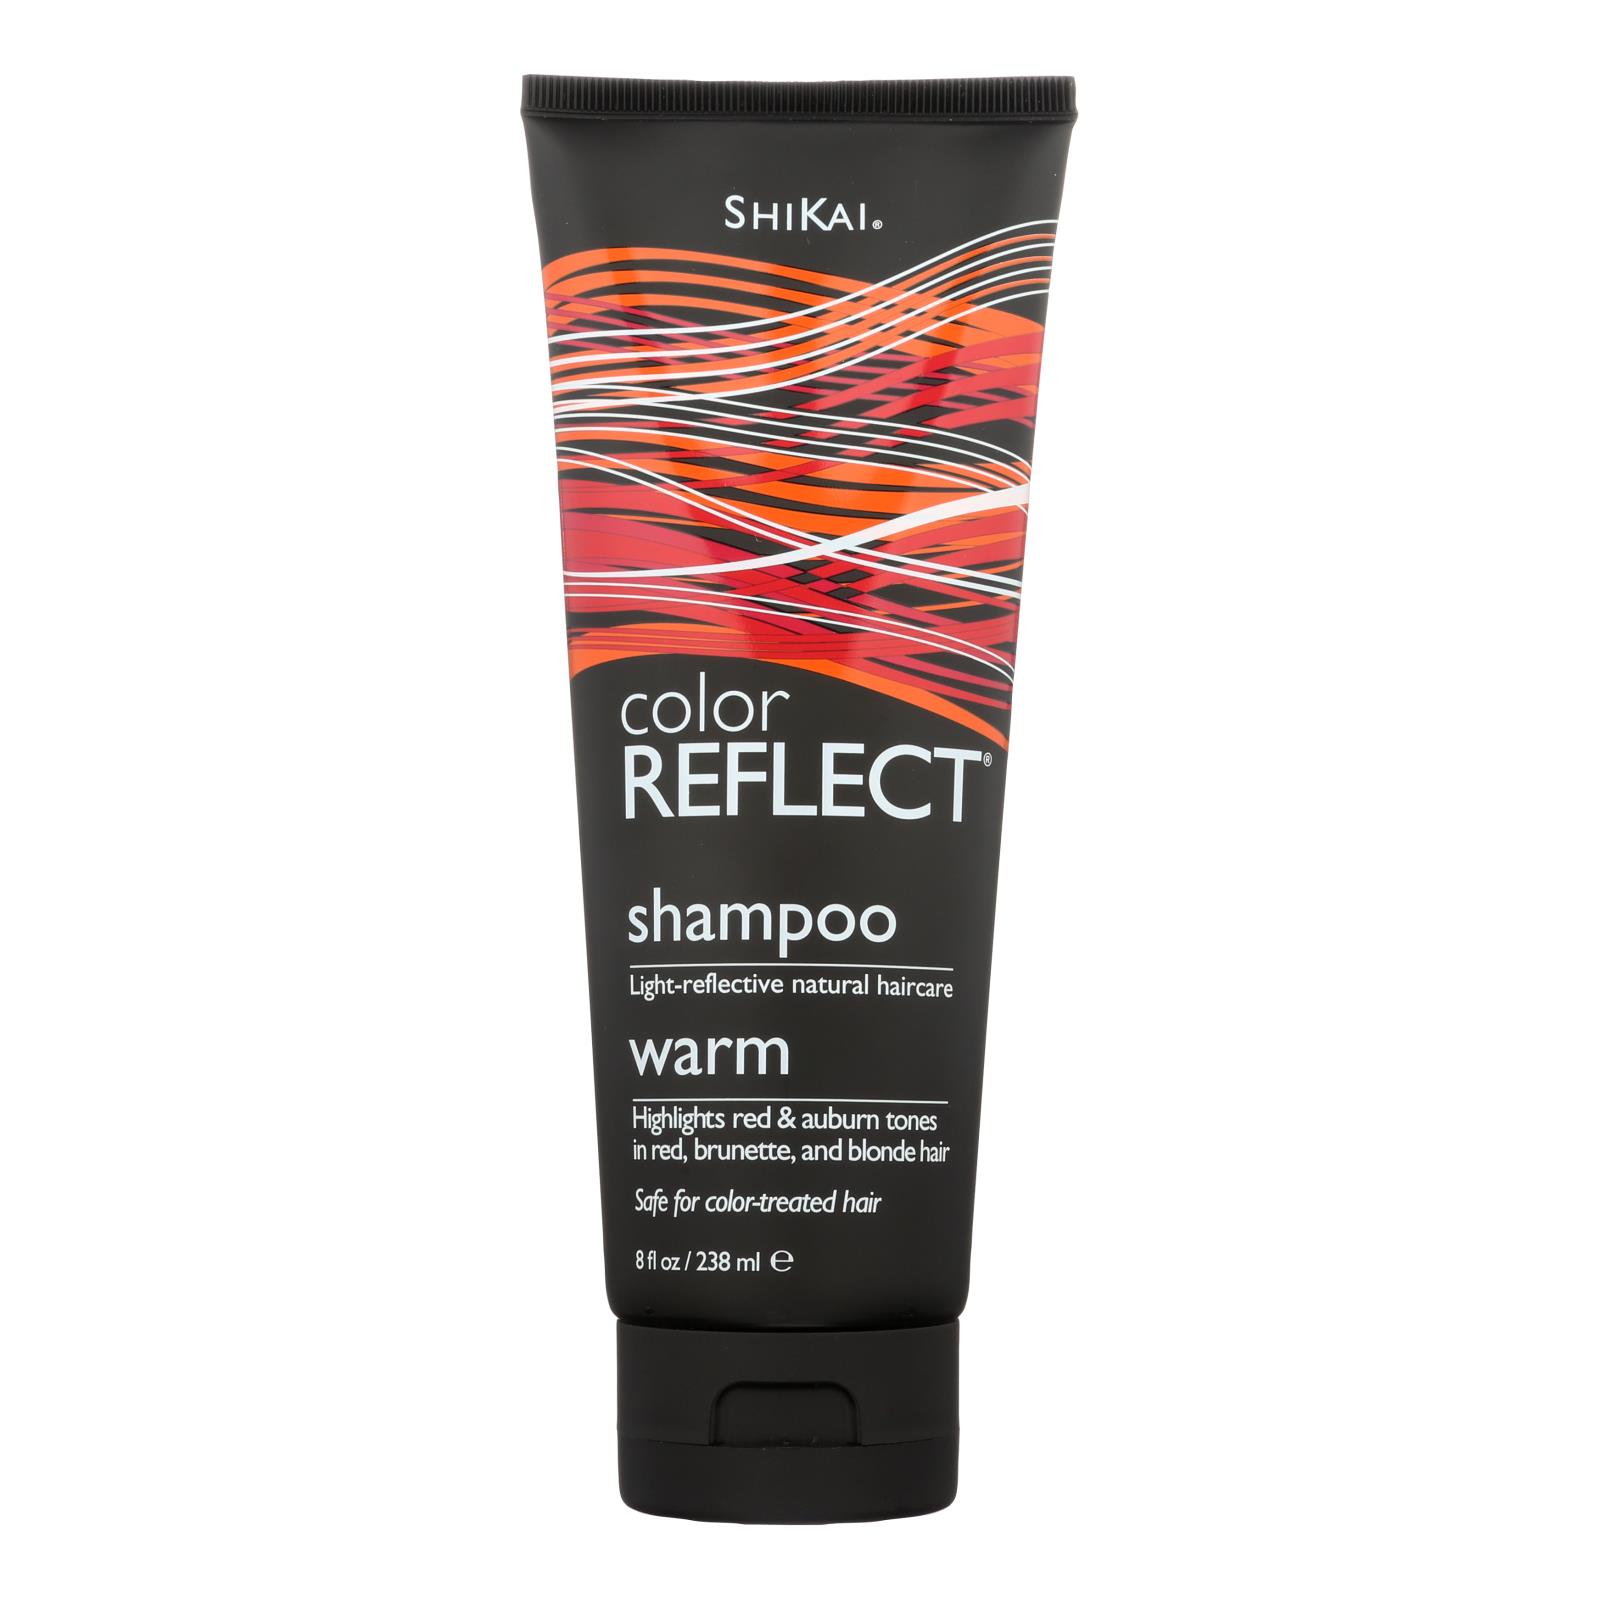 SHIKAI®
color
REFLECT®
shampoo
Light-reflective natural haircare
warm
Highlights red & auburn tones
in red, brunette, and blonde hair
Safe for color-treated hair
8 fl oz / 238 ml ℮